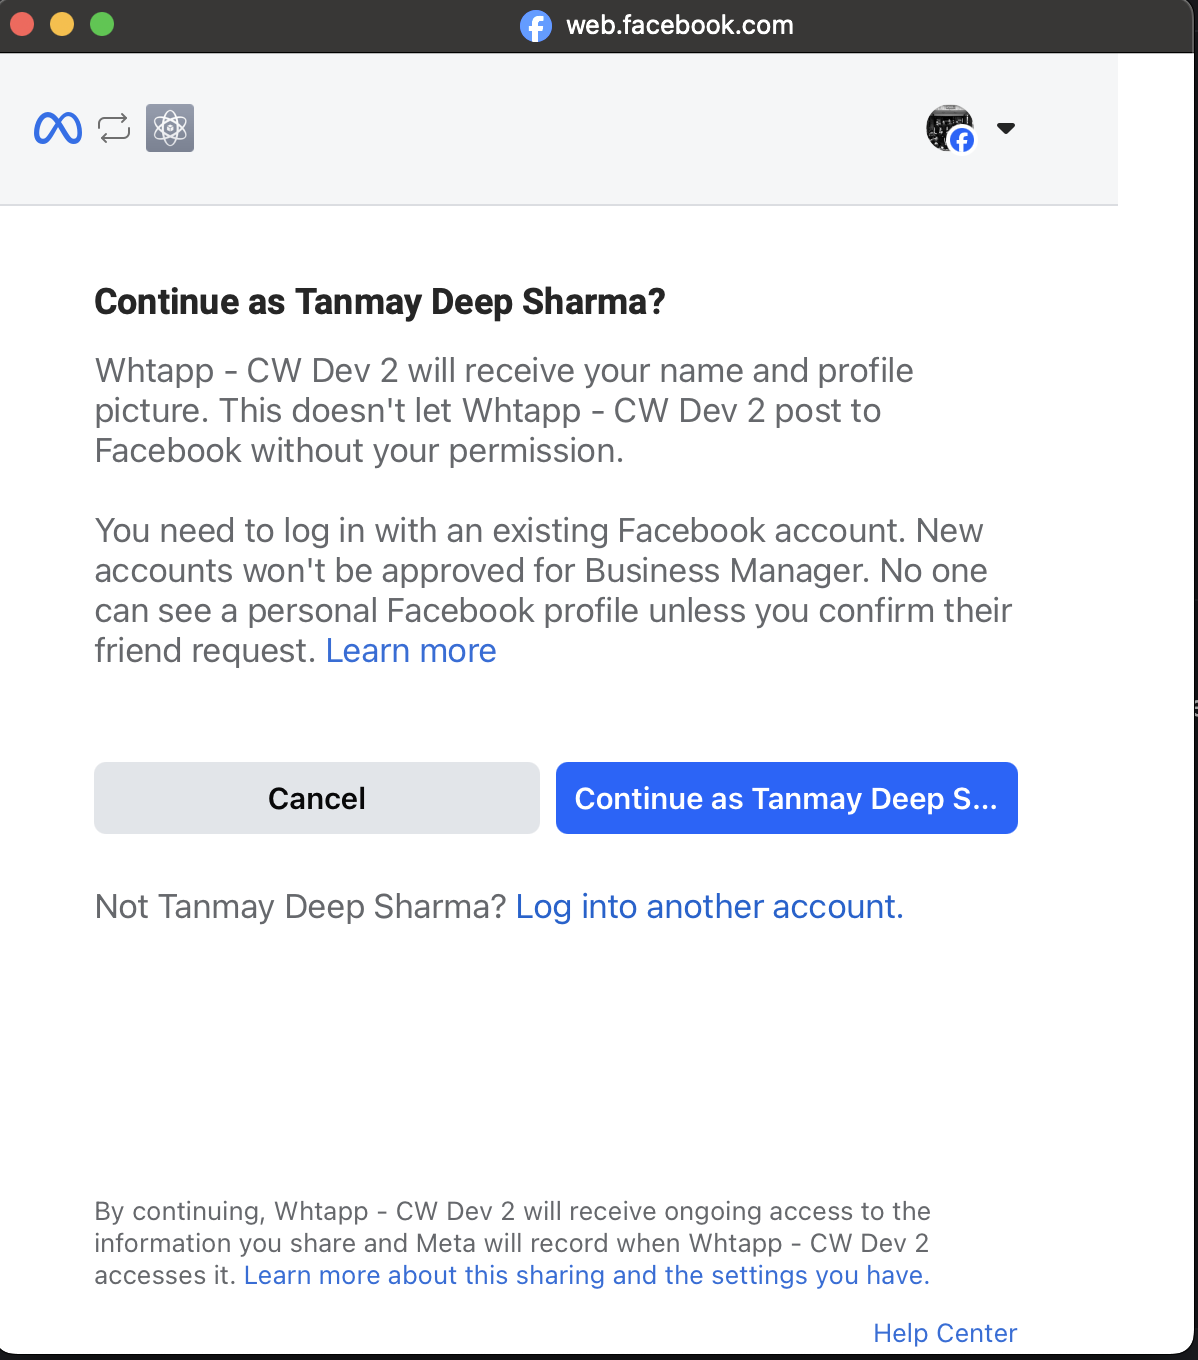 web.facebook.com
Continue as Tanmay Deep Sharma?
Whtapp - CW Dev 2 will receive your name and profile
picture. This doesn't let Whtapp - CW Dev 2 post to
Facebook without your permission.
You need to log in with an existing Facebook account. New
accounts won't be approved for Business Manager. No one
can see a personal Facebook profile unless you confirm their
friend request. Learn more
Cancel
Continue as Tanmay Deep S...
Not Tanmay Deep Sharma? Log into another account.
By continuing, Whtapp - CW Dev 2 will receive ongoing access to the
information you share and Meta will record when Whtapp - CW Dev 2
accesses it. Learn more about this sharing and the settings you have.
Help Center